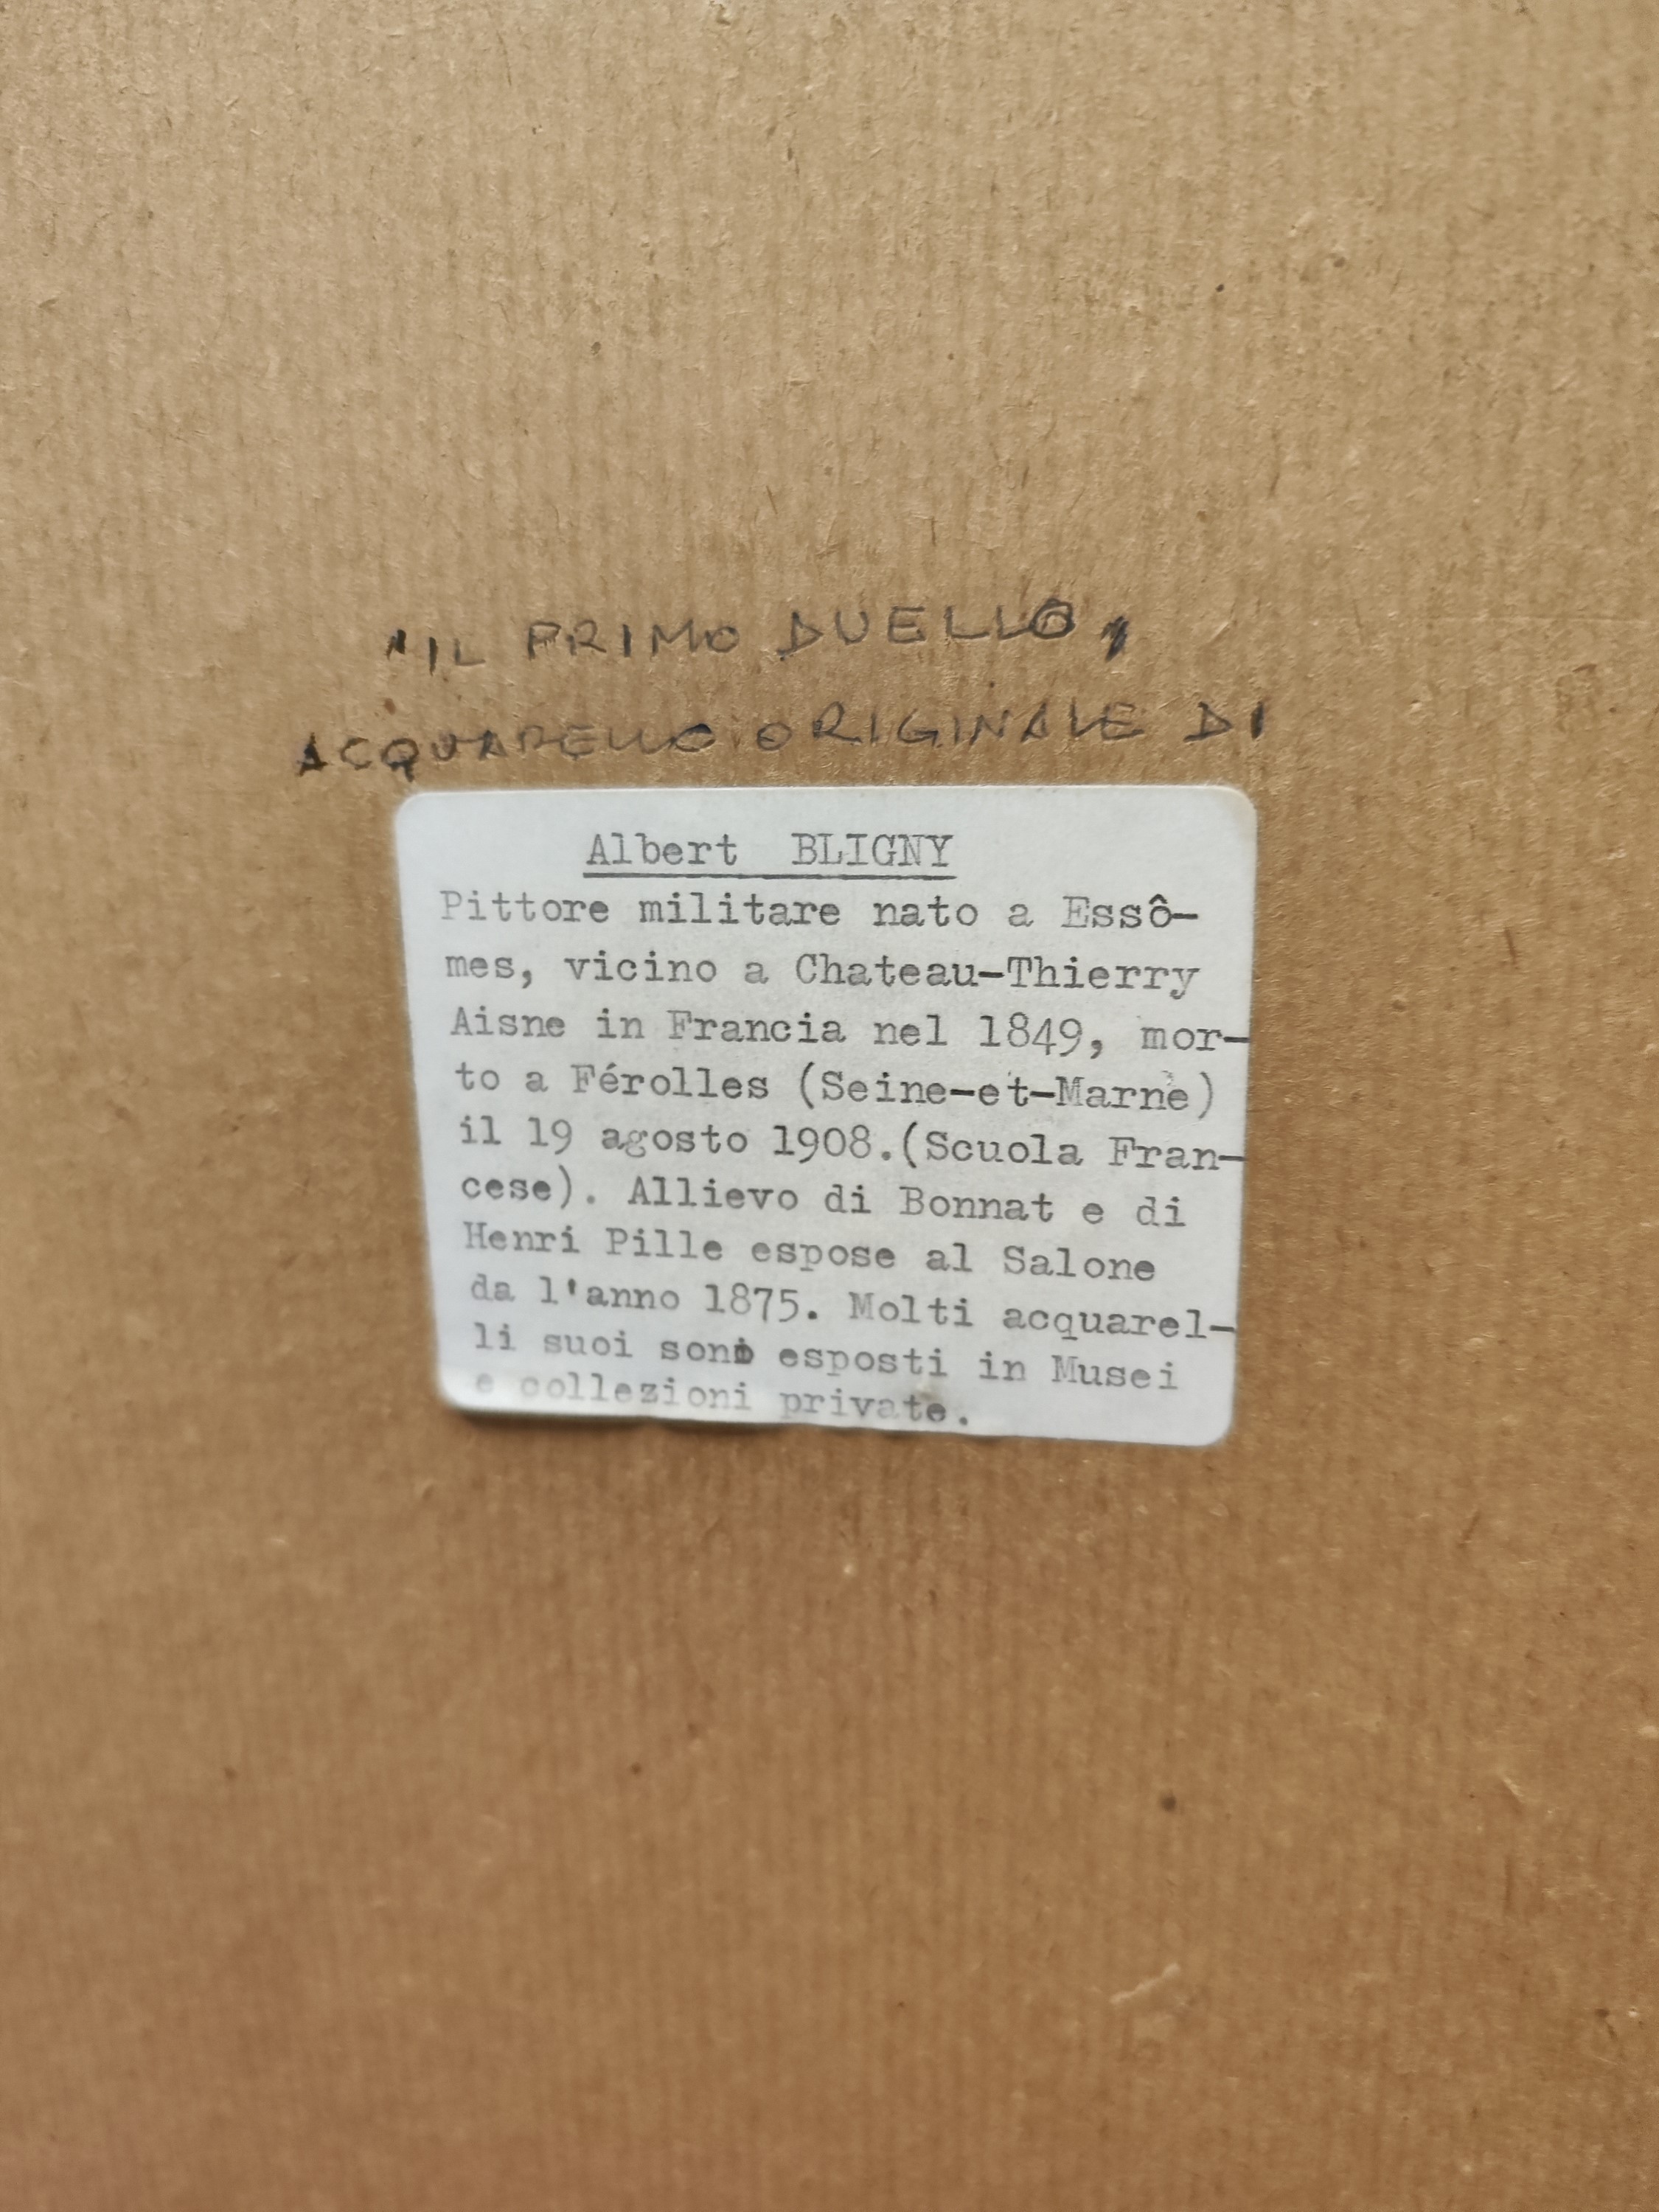 "IL PRIMO DUELLO,
ACQUARELLO ORIGINALE DI
Albert BLIGNY
Pittore militare nato a Essô-
mes, vicino a Chateau-Thierry
Aisne in Francia nel 1849, mor-
to a Férolles (Seine-et-Marne)
il 19 agosto 1908.(Scuola Fran-
cese). Allievo di Bonnat e di
Henri Pille espose al Salone
da l'anno 1875. Molti acquarel-
li suoi sono esposti in Musei
e collezioni private.